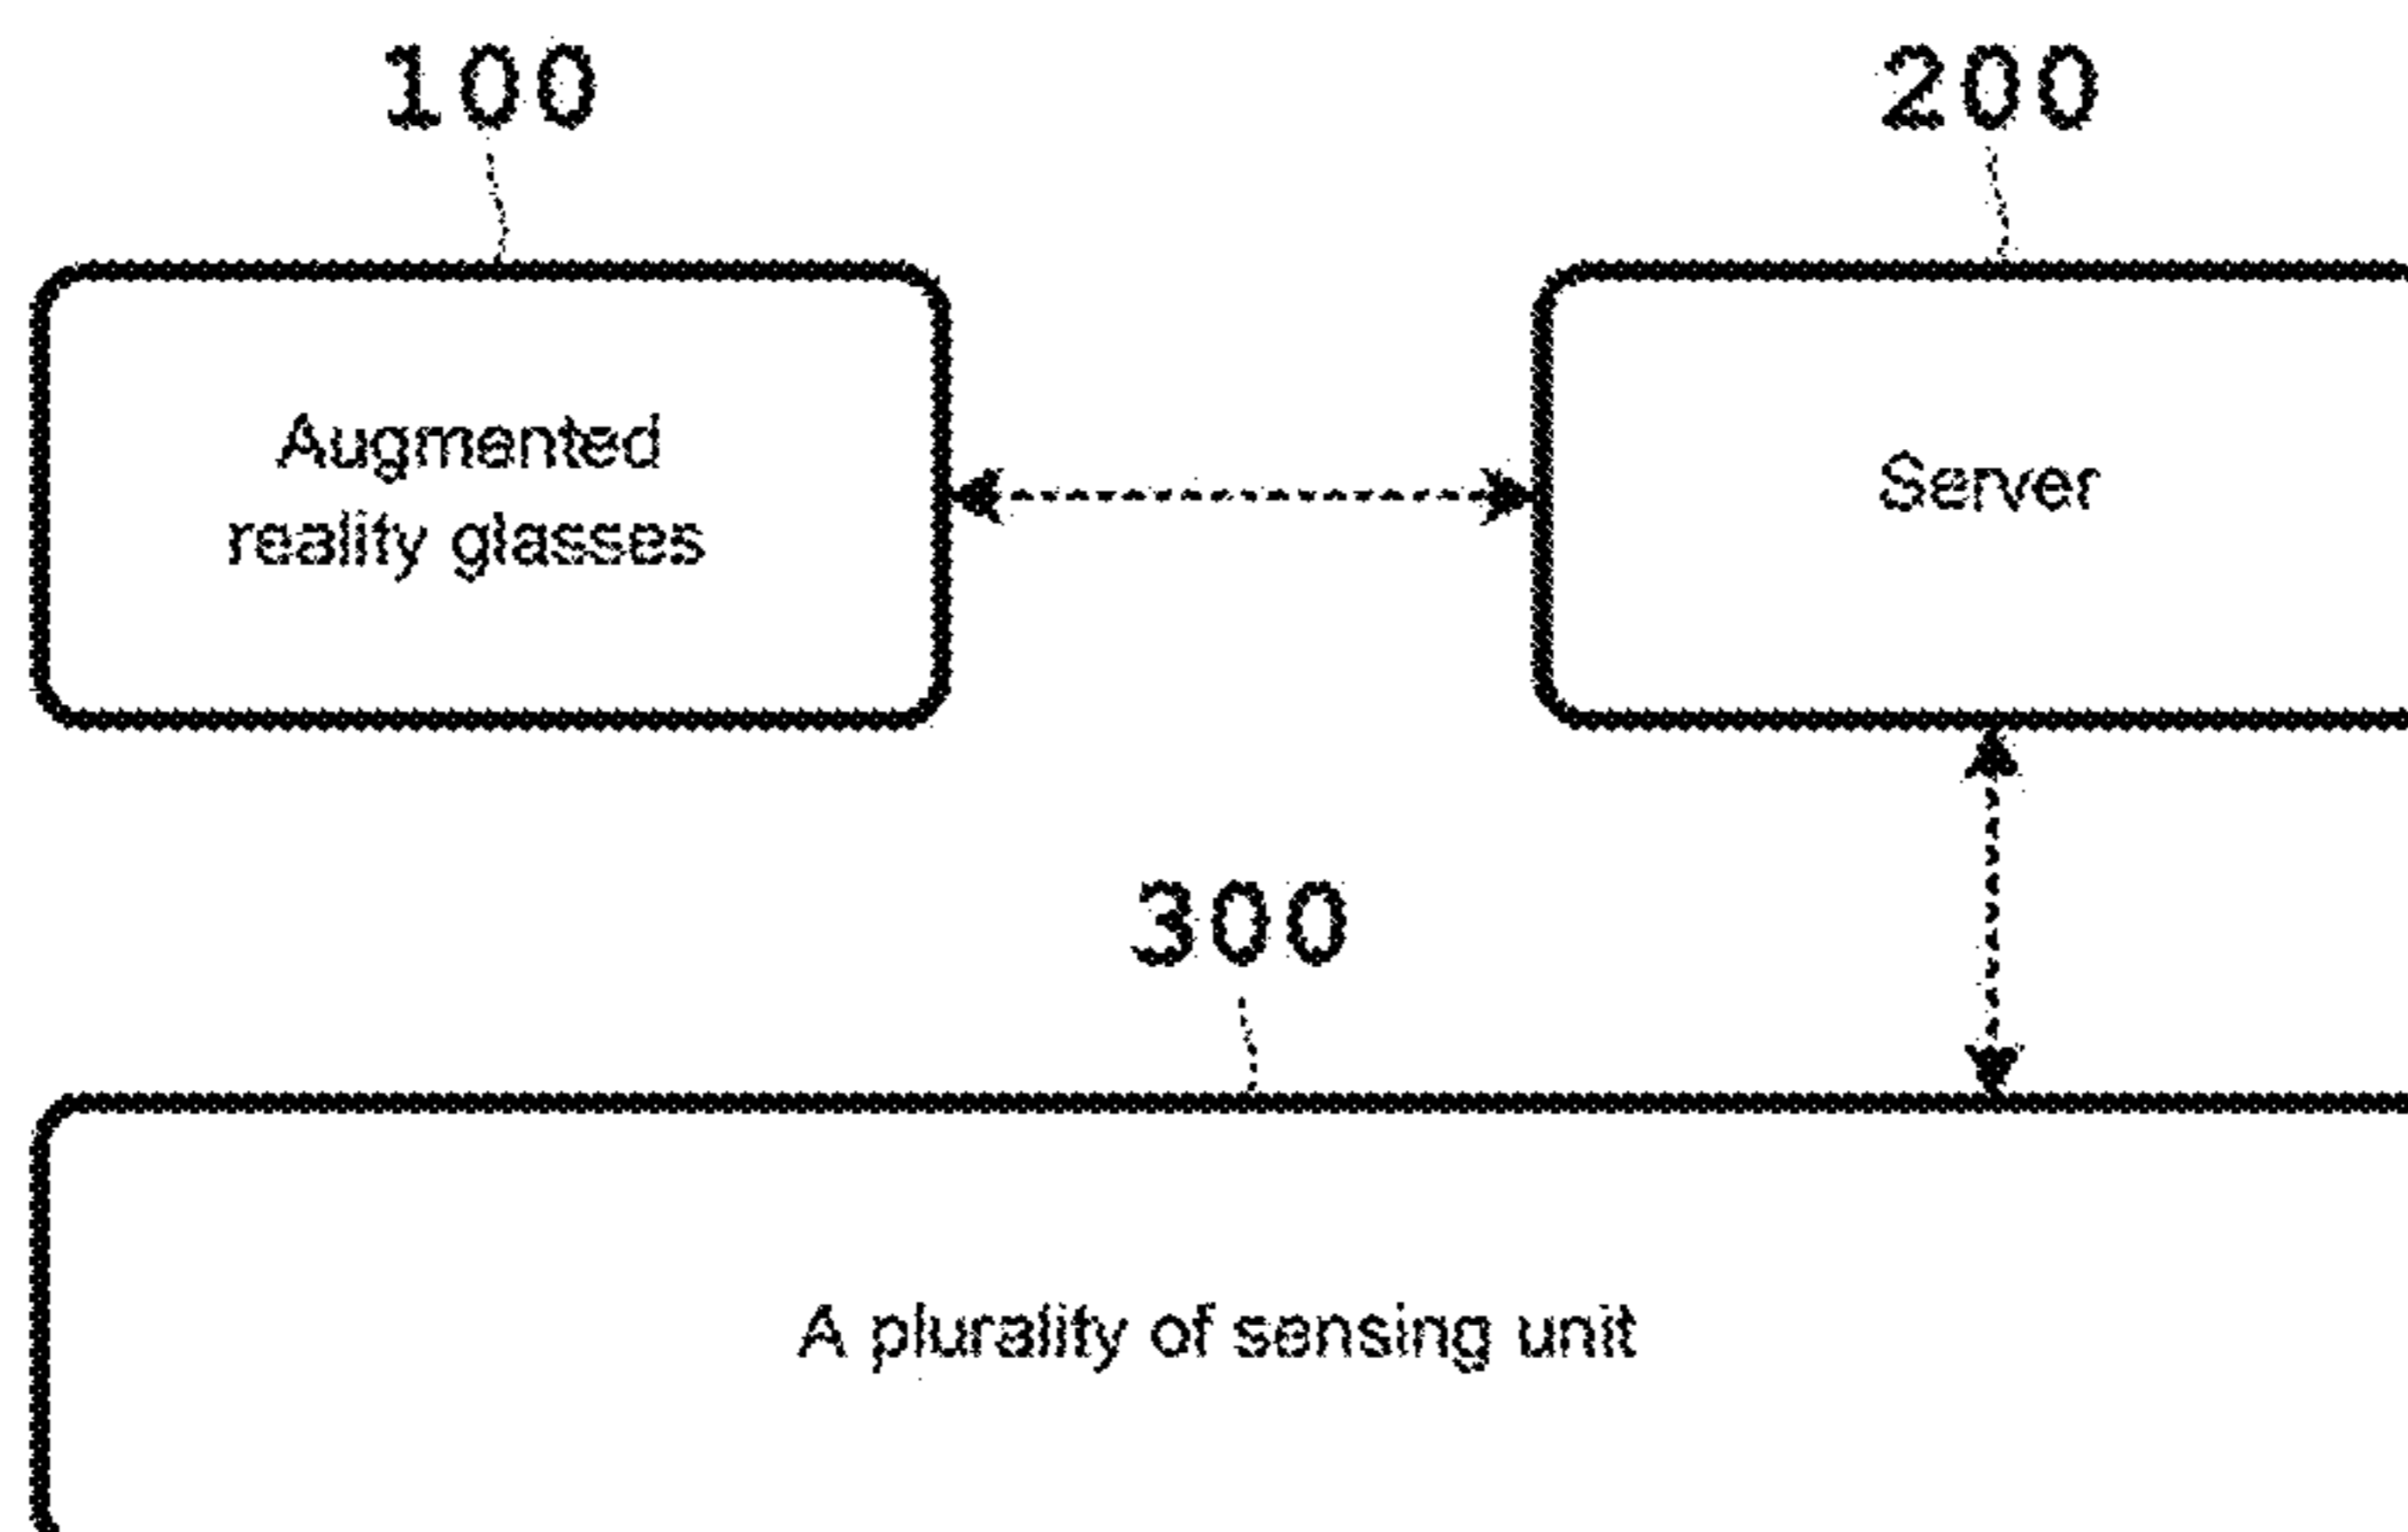 100
200
Augmented
reality glasses
Server
300
A plurality of sensing unit